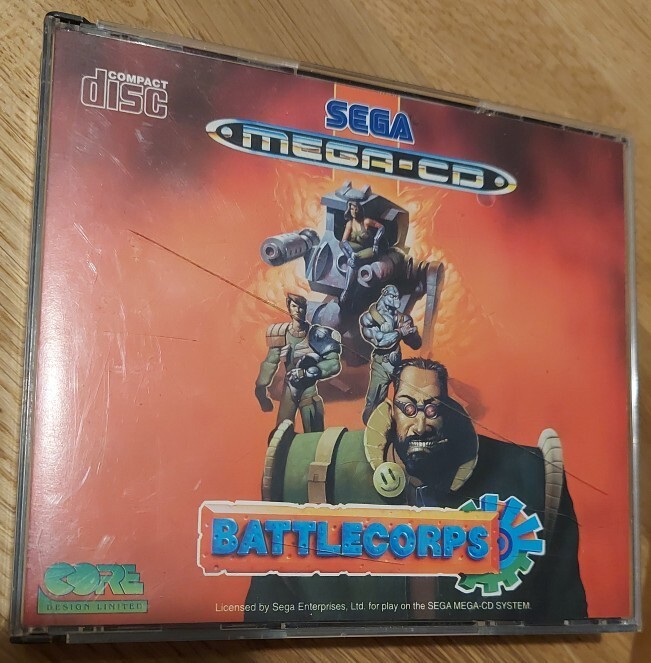 COMPACT
disc
SEGA
MEGA-CD
BATTLECORPS
CORE
DESIGN LIMITED
Licensed by Sega Enterprises, Ltd. for play on the SEGA MEGA-CD SYSTEM.